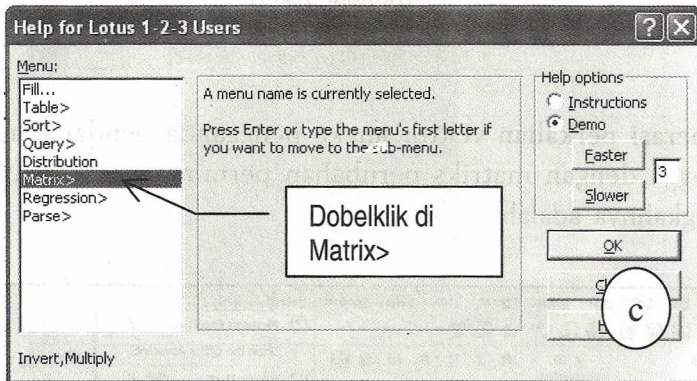 Help for Lotus 1-2-3 Users
Menu:
Fill...
Table>
Sort>
Query>
Distribution
Matrix>
Regression>
Parse>
A menu name is currently selected.
Press Enter or type the menu's first letter if
you want to move to the sub-menu.
Help options
Instructions
Demo
Faster
3
Slower
Dobelklik di
Matrix>
OK
c
Invert,Multiply